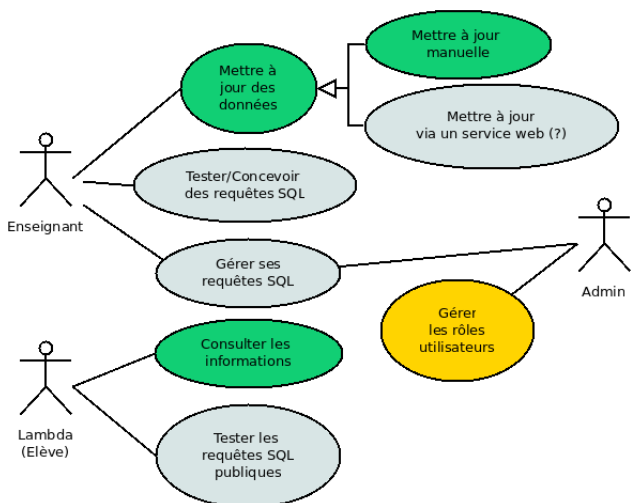 Mettre à jour
manuelle
Mettre à
jour des
données
Mettre à jour
via un service web (?)
Tester/Concevoir
des requêtes SQL
Enseignant
Gérer ses
requêtes SQL
Admin
Gérer
les rôles
utilisateurs
Consulter les
informations
Lambda
(Elève)
Tester les
requêtes SQL
publiques